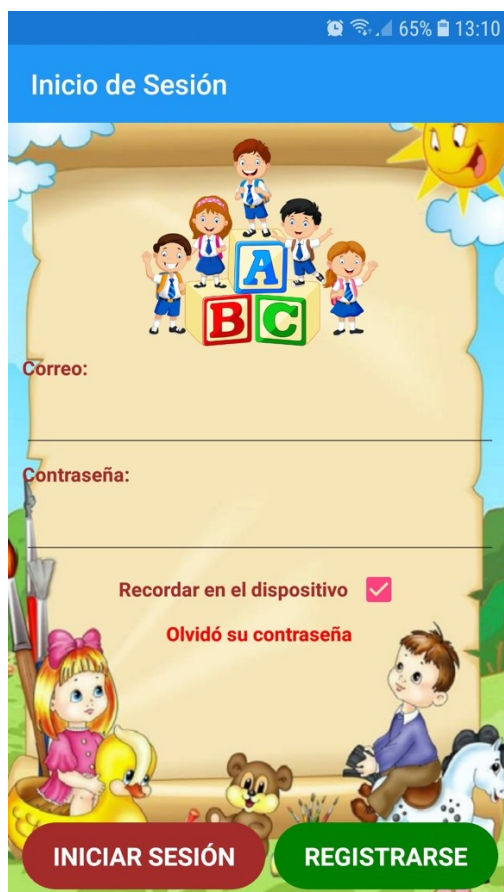 65% 13:10
Inicio de Sesión
A
B C
Correo:
Contraseña:
Recordar en el dispositivo
Olvidó su contraseña
INICIAR SESIÓN REGISTRARSE